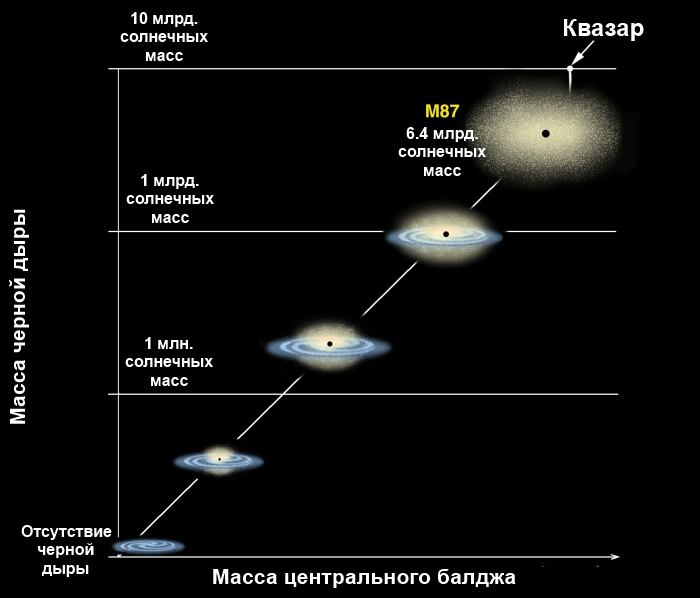 10 млрд.
солнечных
масс
Квазар
М87
6.4 млрд.
солнечных
масс
1 млрд.
солнечных
масс
Масса черной дыры
1 млн.
солнечных
масс
Отсутствие
черной
дыры
Масса центрального балджа